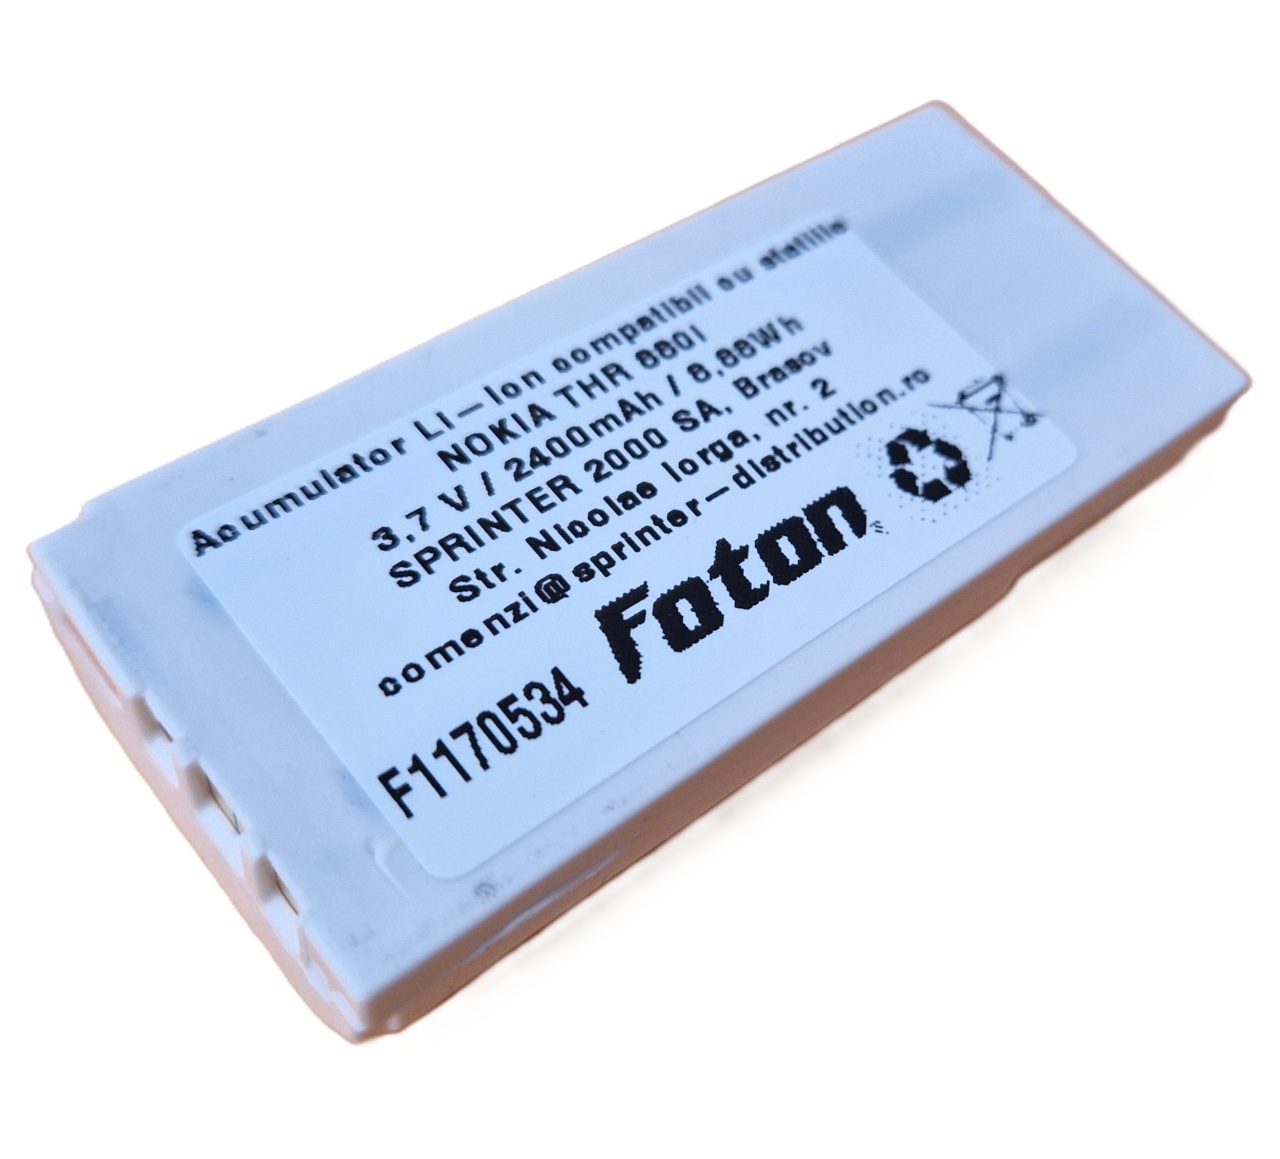 Acumulator Li-Ion compatibil cu statiile
NOKIA THR 880I
3,7 V / 2400mAh / 8,88Wh
SPRINTER 2000 SA, Brasov
Str. Nicolae Iorga, nr. 2
comenzi@sprinter-distribution.ro
Foton
F1170534